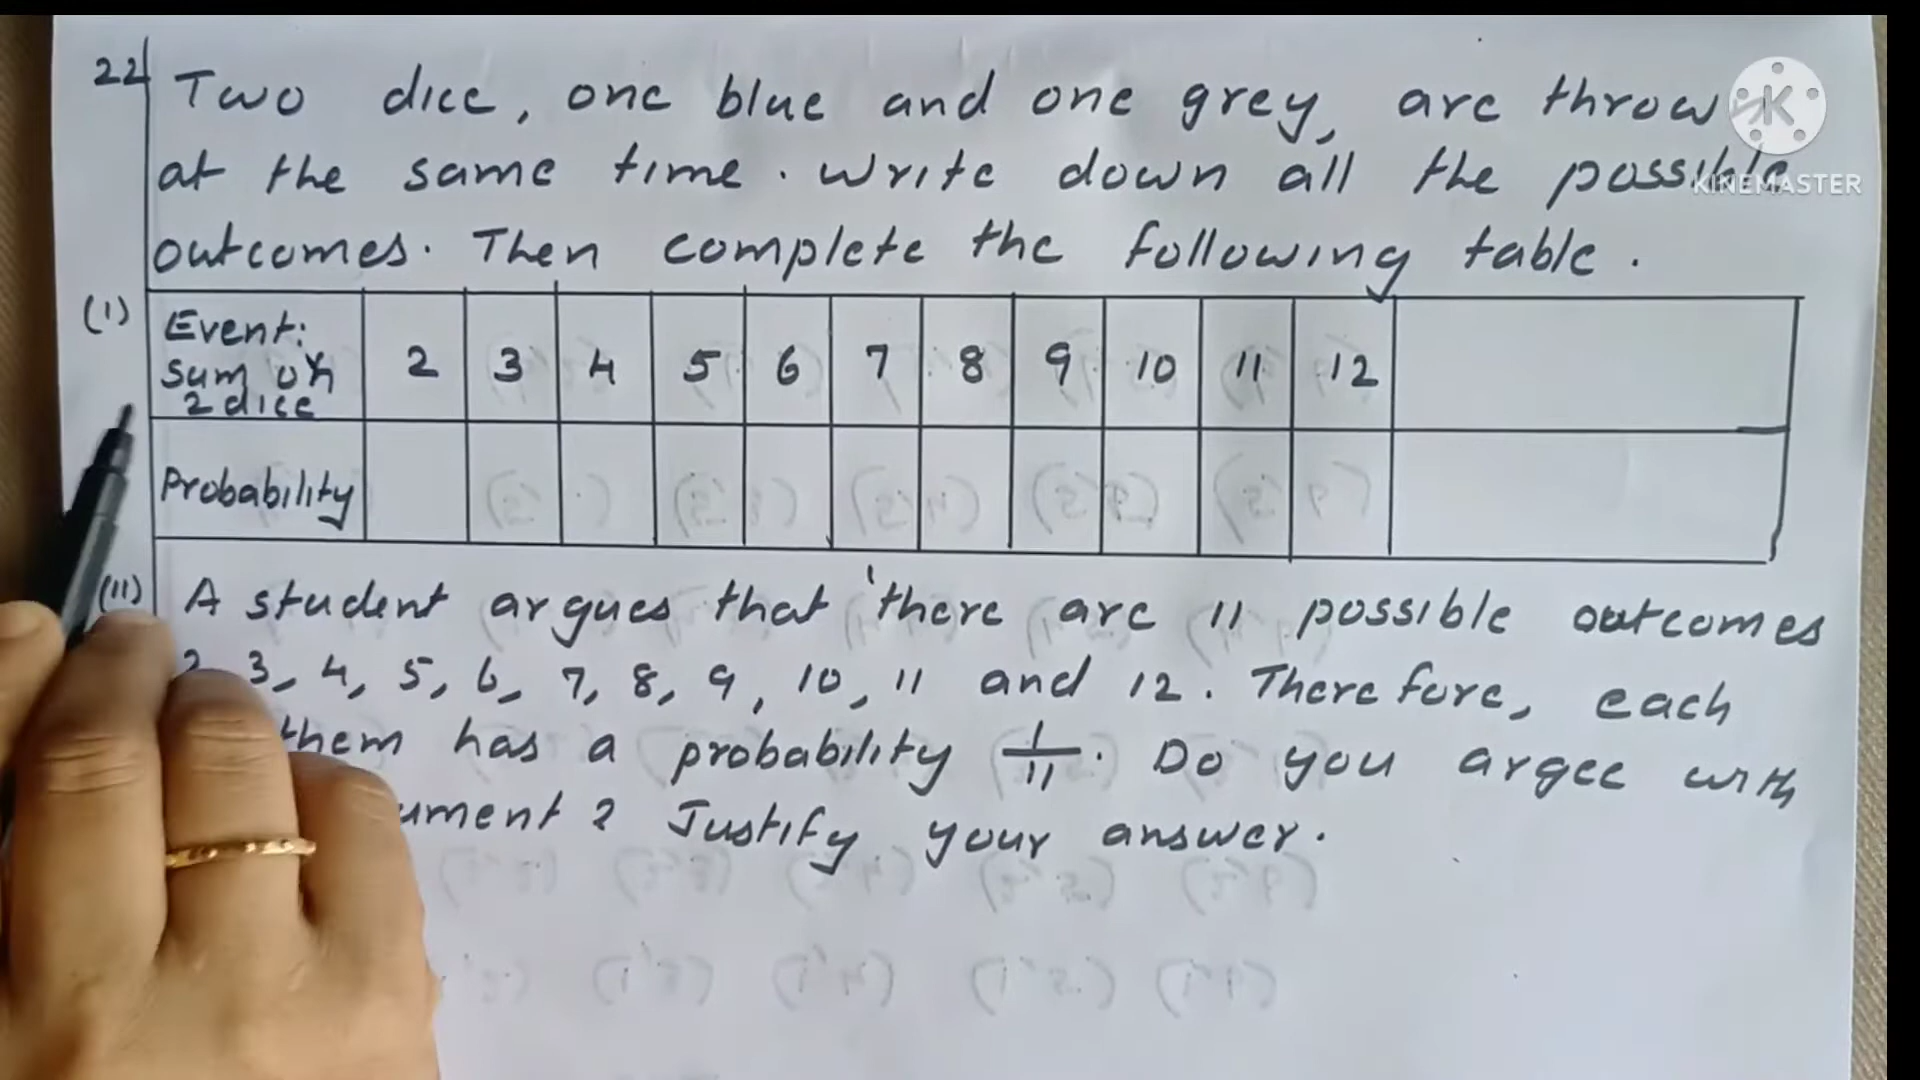 22 Two dice, one blue and one grey, are thrown
K
at the same time. Write down all the possible
KINEMASTER
outcomes. Then complete the following table.
(i) Event: Sum on 2 dice 2 3 4 5 6 7 8 9 10 11 12
Probability
(ii) A student argues that 'there are 11 possible outcomes
2, 3, 4, 5, 6, 7, 8, 9, 10, 11 and 12. Therefore, each
them has a probability 1/11. Do you argee with
ument? Justify your answer.